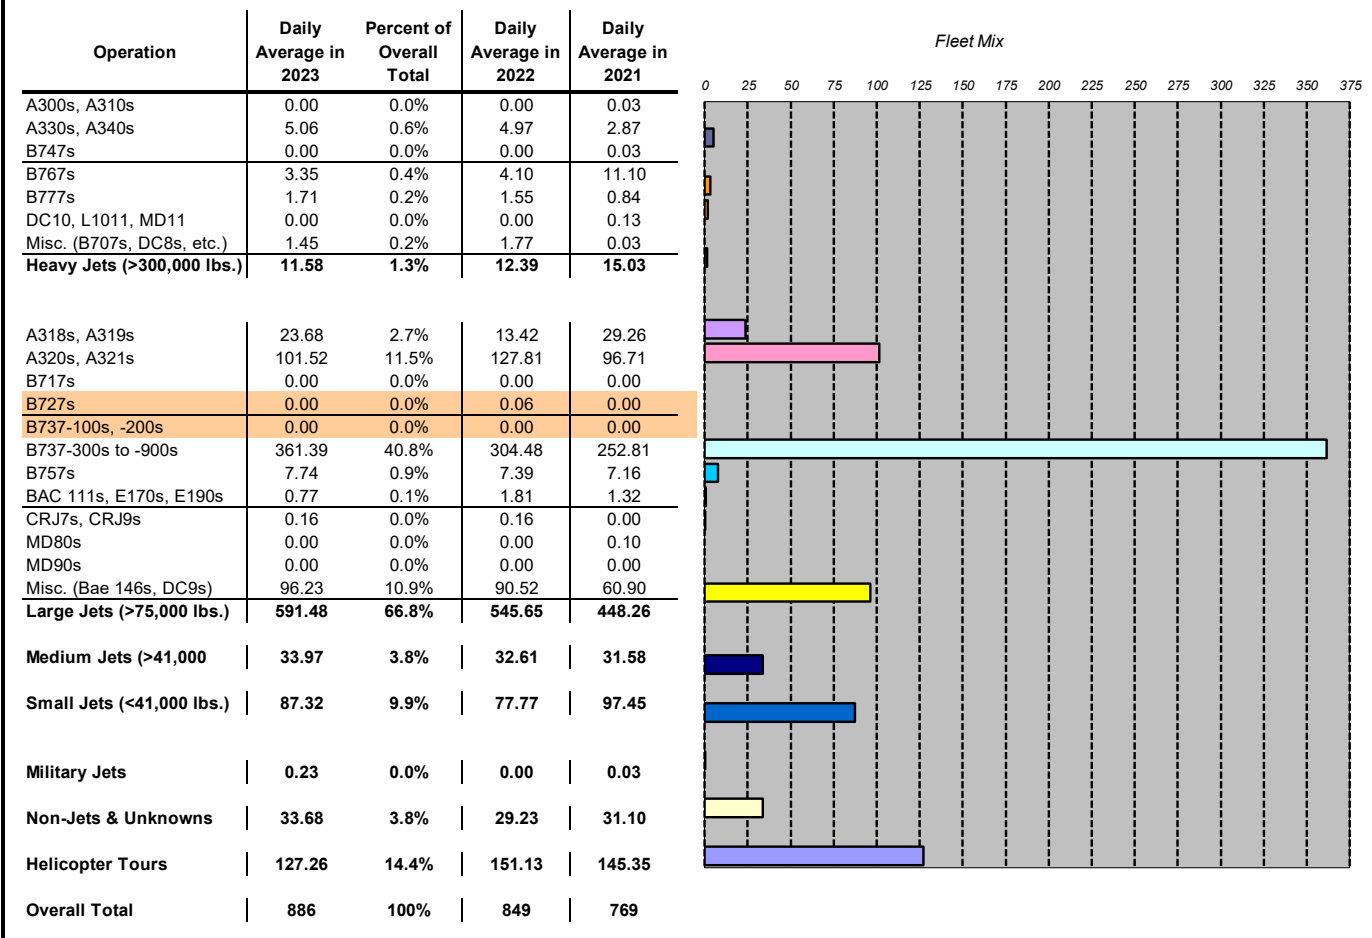 Operation Daily Average in 2023 Percent of Overall Total Daily Average in 2022 Daily Average in 2021
A300s, A310s 0.00 0.0% 0.00 0.03
A330s, A340s 5.06 0.6% 4.97 2.87
B747s 0.00 0.0% 0.00 0.03
B767s 3.35 0.4% 4.10 11.10
B777s 1.71 0.2% 1.55 0.84
DC10, L1011, MD11 0.00 0.0% 0.00 0.13
Misc. (B707s, DC8s, etc.) 1.45 0.2% 1.77 0.03
Heavy Jets (>300,000 lbs.) 11.58 1.3% 12.39 15.03
A318s, A319s 23.68 2.7% 13.42 29.26
A320s, A321s 101.52 11.5% 127.81 96.71
B717s 0.00 0.0% 0.00 0.00
B727s 0.00 0.0% 0.06 0.00
B737-100s, -200s 0.00 0.0% 0.00 0.00
B737-300s to -900s 361.39 40.8% 304.48 252.81
B757s 7.74 0.9% 7.39 7.16
BAC 111s, E170s, E190s 0.77 0.1% 1.81 1.32
CRJ7s, CRJ9s 0.16 0.0% 0.16 0.00
MD80s 0.00 0.0% 0.00 0.10
MD90s 0.00 0.0% 0.00 0.00
Misc. (Bae 146s, DC9s) 96.23 10.9% 90.52 60.90
Large Jets (>75,000 lbs.) 591.48 66.8% 545.65 448.26
Medium Jets (>41,000 33.97 3.8% 32.61 31.58
Small Jets (<41,000 lbs.) 87.32 9.9% 77.77 97.45
Military Jets 0.23 0.0% 0.00 0.03
Non-Jets & Unknowns 33.68 3.8% 29.23 31.10
Helicopter Tours 127.26 14.4% 151.13 145.35
Overall Total 886 100% 849 769
Fleet Mix
0 25 50 75 100 125 150 175 200 225 250 275 300 325 350 375